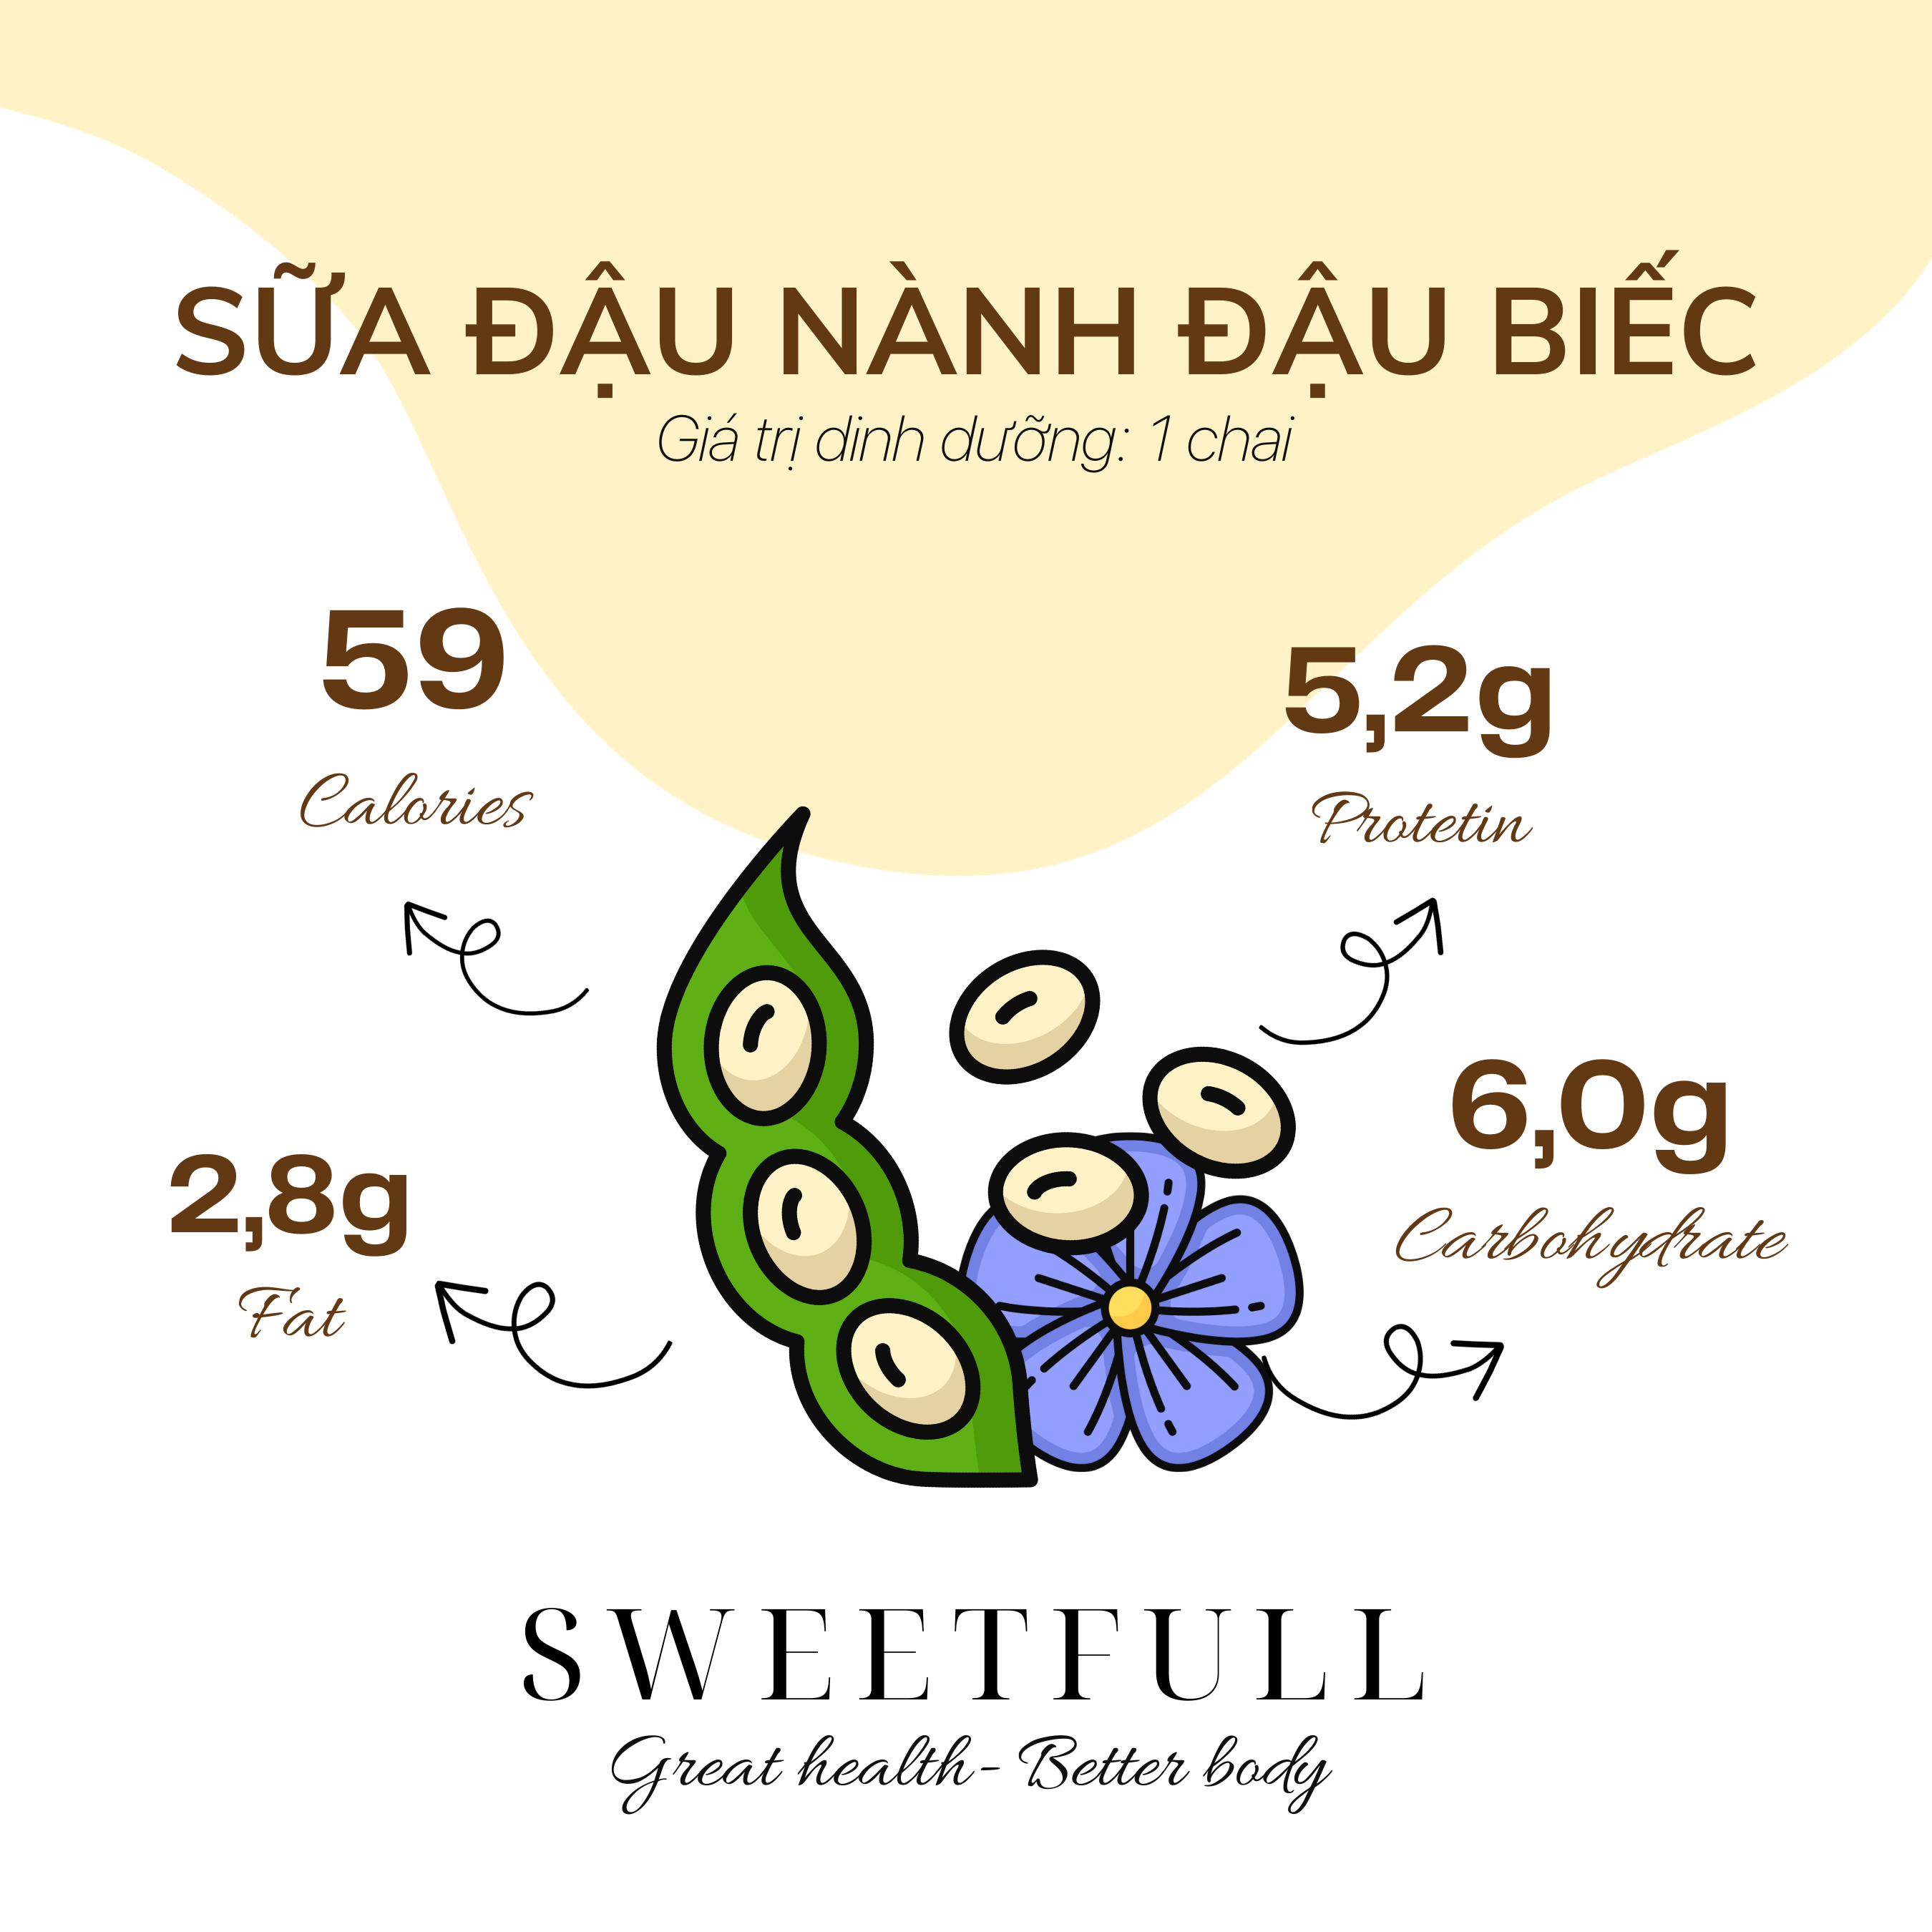 SỮA ĐẬU NÀNH ĐẬU BIẾC
Giá trị dinh dưỡng: 1 chai
59
Calories
5,2g
Protein
2,8g
Fat
6,0g
Carbohydrate
SWEETFULL
Great health - Better body